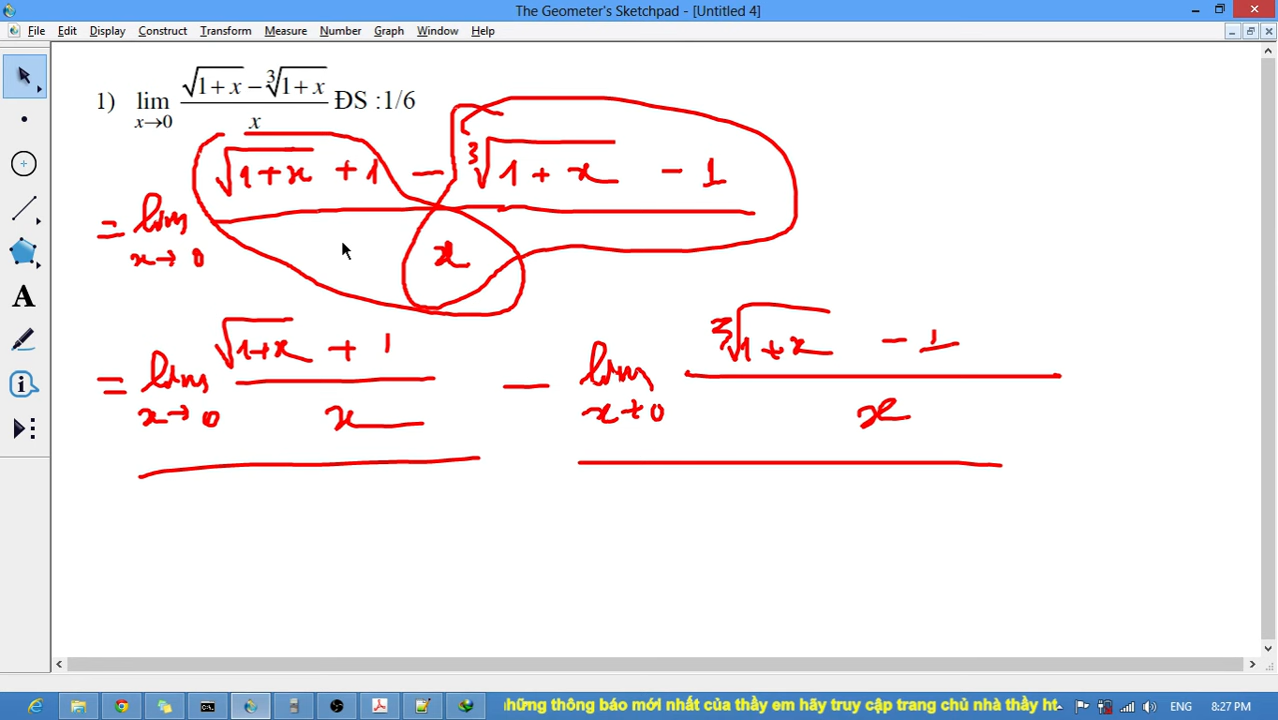 The Geometer's Sketchpad - [Untitled 4]
File Edit Display Construct Transform Measure Number Graph Window Help
1) lim x→0 (√(1+x) − ∛(1+x)) / x ĐS :1/6
= lim x→0 (√(1+x) + 1 − ∛(1+x) − 1) / x
= lim x→0 (√(1+x) + 1) / x − lim x→0 (∛(1+x) − 1) / x
A
những thông báo mới nhất của thầy em hãy truy cập trang chủ nhà thầy ht
ENG 8:27 PM